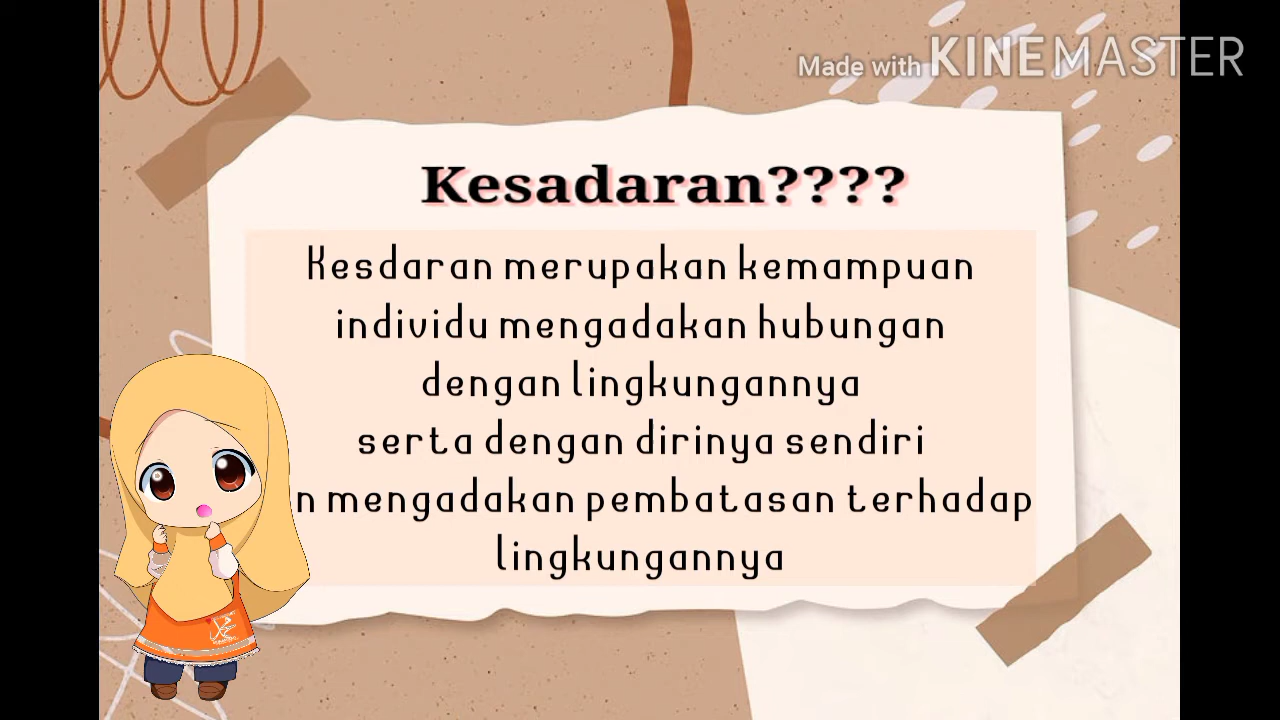 Made with KINEMASTER
Kesadaran????
Kesdaran merupakan kemampuan
individu mengadakan hubungan
dengan lingkungannya
serta dengan dirinya sendiri
mengadakan pembatasan terhadap
lingkungannya